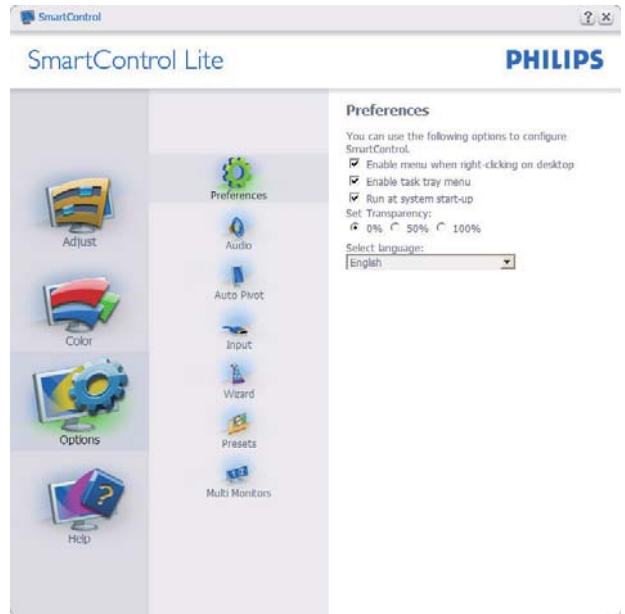 SmartControl
SmartControl Lite
PHILIPS
Adjust
Color
Options
Help
Preferences
Audio
Auto Pivot
Input
Wizard
Presets
Multi Monitors
Preferences
You can use the following options to configure
SmartControl.
Enable menu when right-clicking on desktop
Enable task tray menu
Run at system start-up
Set Transparency:
0% 50% 100%
Select language:
English